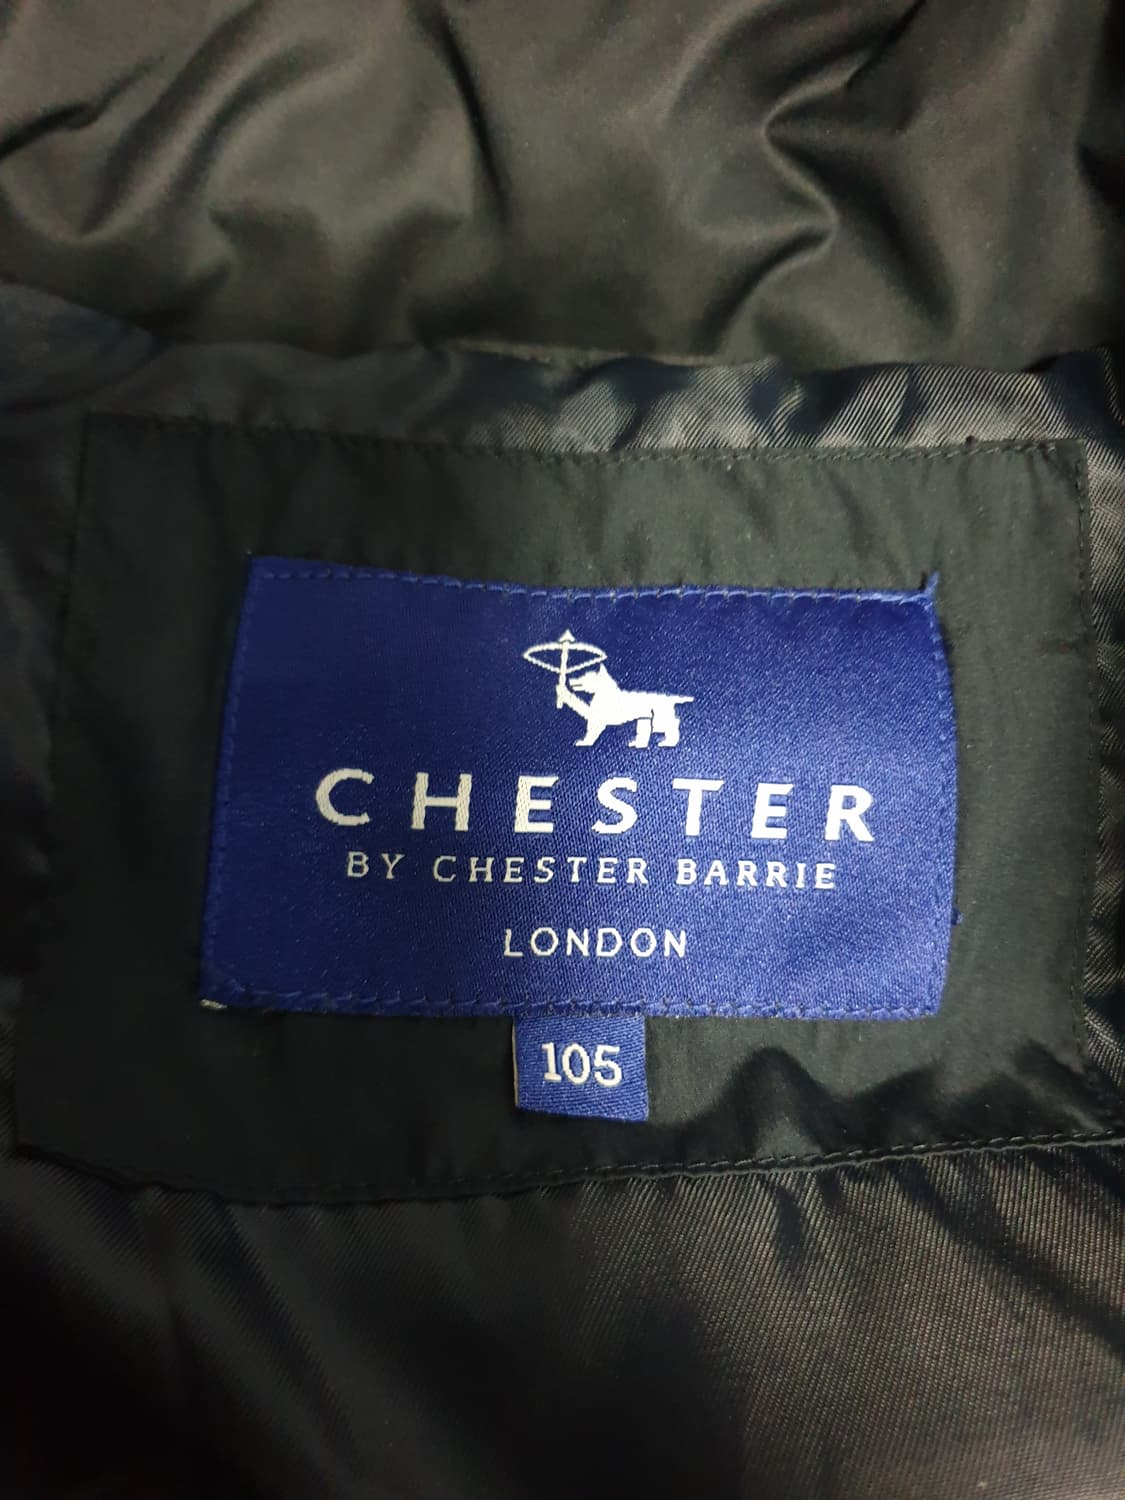 CHESTER
BY CHESTER BARRIE
LONDON
105